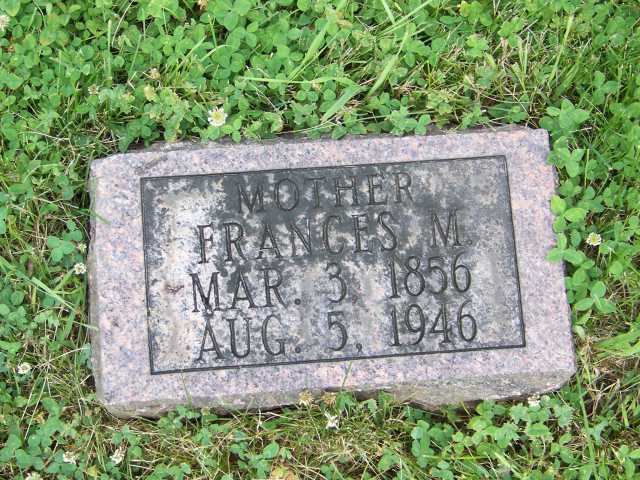 MOTHER
FRANCES M.
MAR. 3, 1856
AUG. 5, 1946